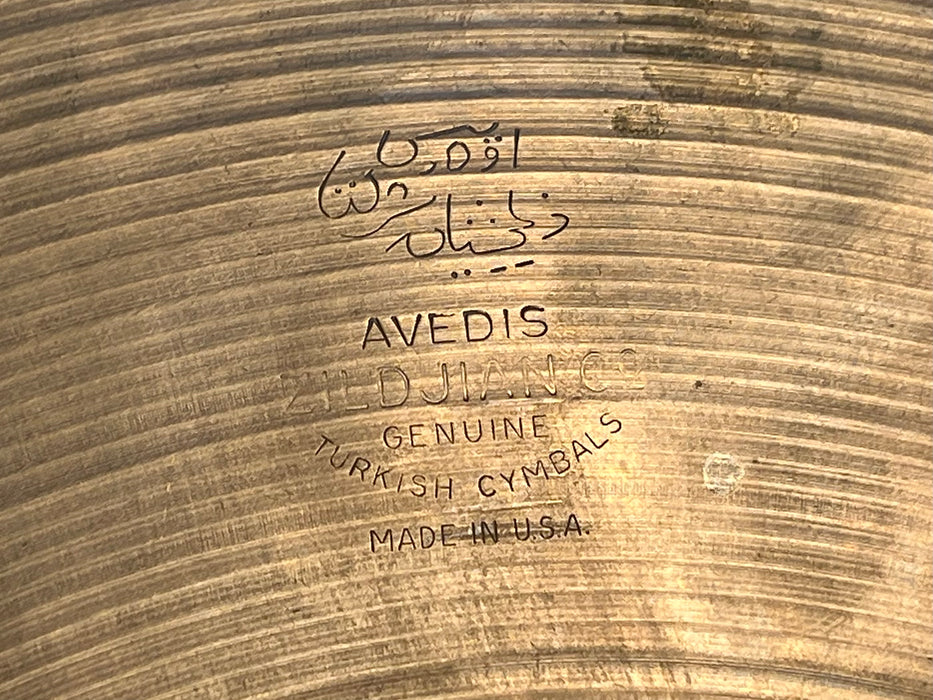 AVEDIS
ZILDJIAN CO
GENUINE
TURKISH CYMBALS
MADE IN U.S.A.